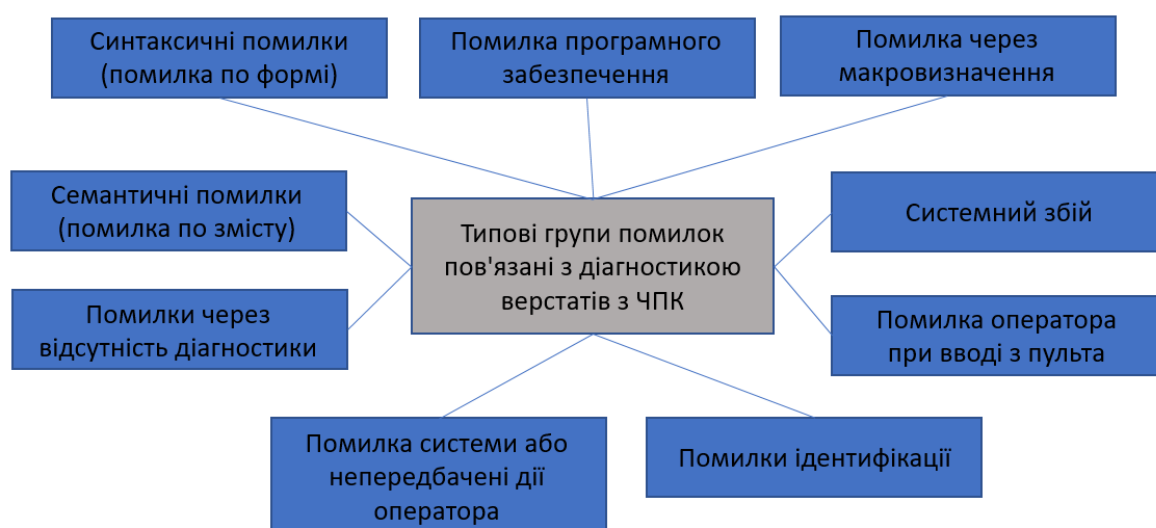 Синтаксичні помилки
(помилка по формі)
Помилка програмного
забезпечення
Помилка через
макровизначення
Семантичні помилки
(помилка по змісту)
Типові групи помилок
пов'язані з діагностикою
верстатів з ЧПК
Системний збій
Помилки через
відсутність діагностики
Помилка оператора
при вводі з пульта
Помилка системи або
непередбачені дії
оператора
Помилки ідентифікації